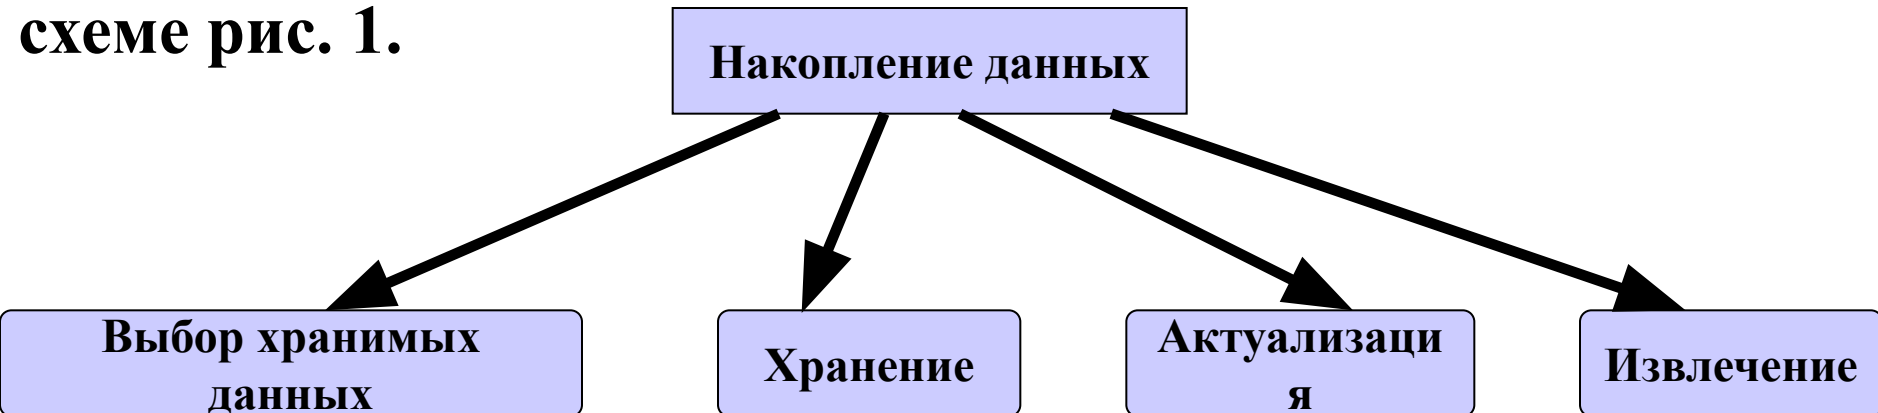 схеме рис. 1.
Накопление данных
Выбор хранимых
данных
Хранение
Актуализаци
я
Извлечение